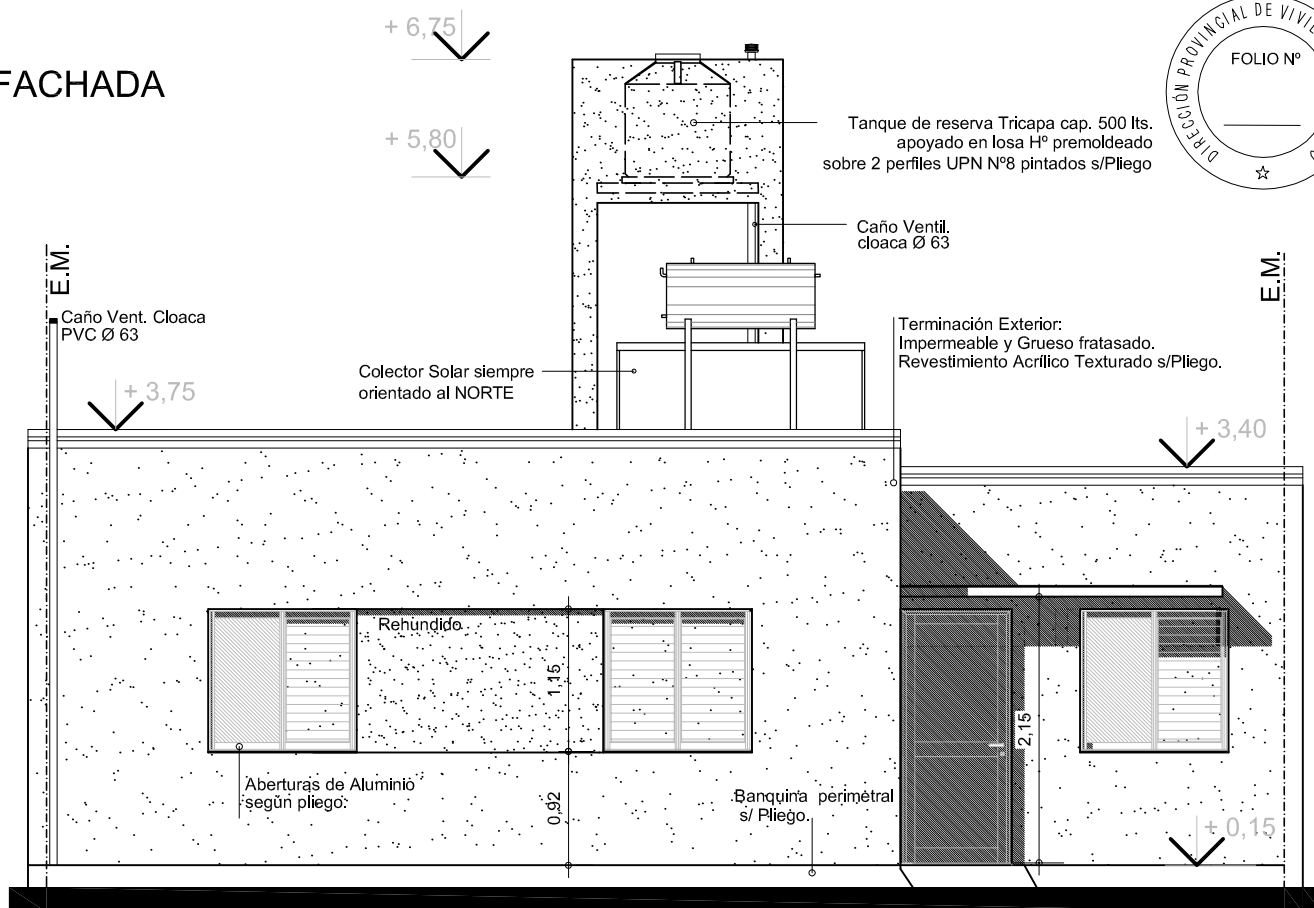 FACHADA
+ 6,75
+ 5,80
DIRECCIÓN PROVINCIAL DE
FOLIO Nº
Tanque de reserva Tricapa cap. 500 lts.
apoyado en losa Hº premoldeado
sobre 2 perfiles UPN Nº8 pintados s/Pliego
Caño Ventil.
cloaca Ø 63
E.M.
E.M.
Caño Vent. Cloaca
PVC Ø 63
Terminación Exterior:
Impermeable y Grueso fratasado.
Revestimiento Acrílico Texturado s/Pliego.
Colector Solar siempre
orientado al NORTE
+ 3,75
+ 3,40
Rehundido
1,15
2,15
Aberturas de Aluminio
según pliego.
0,92
Banquina perimetral
s/ Pliego.
+ 0,15